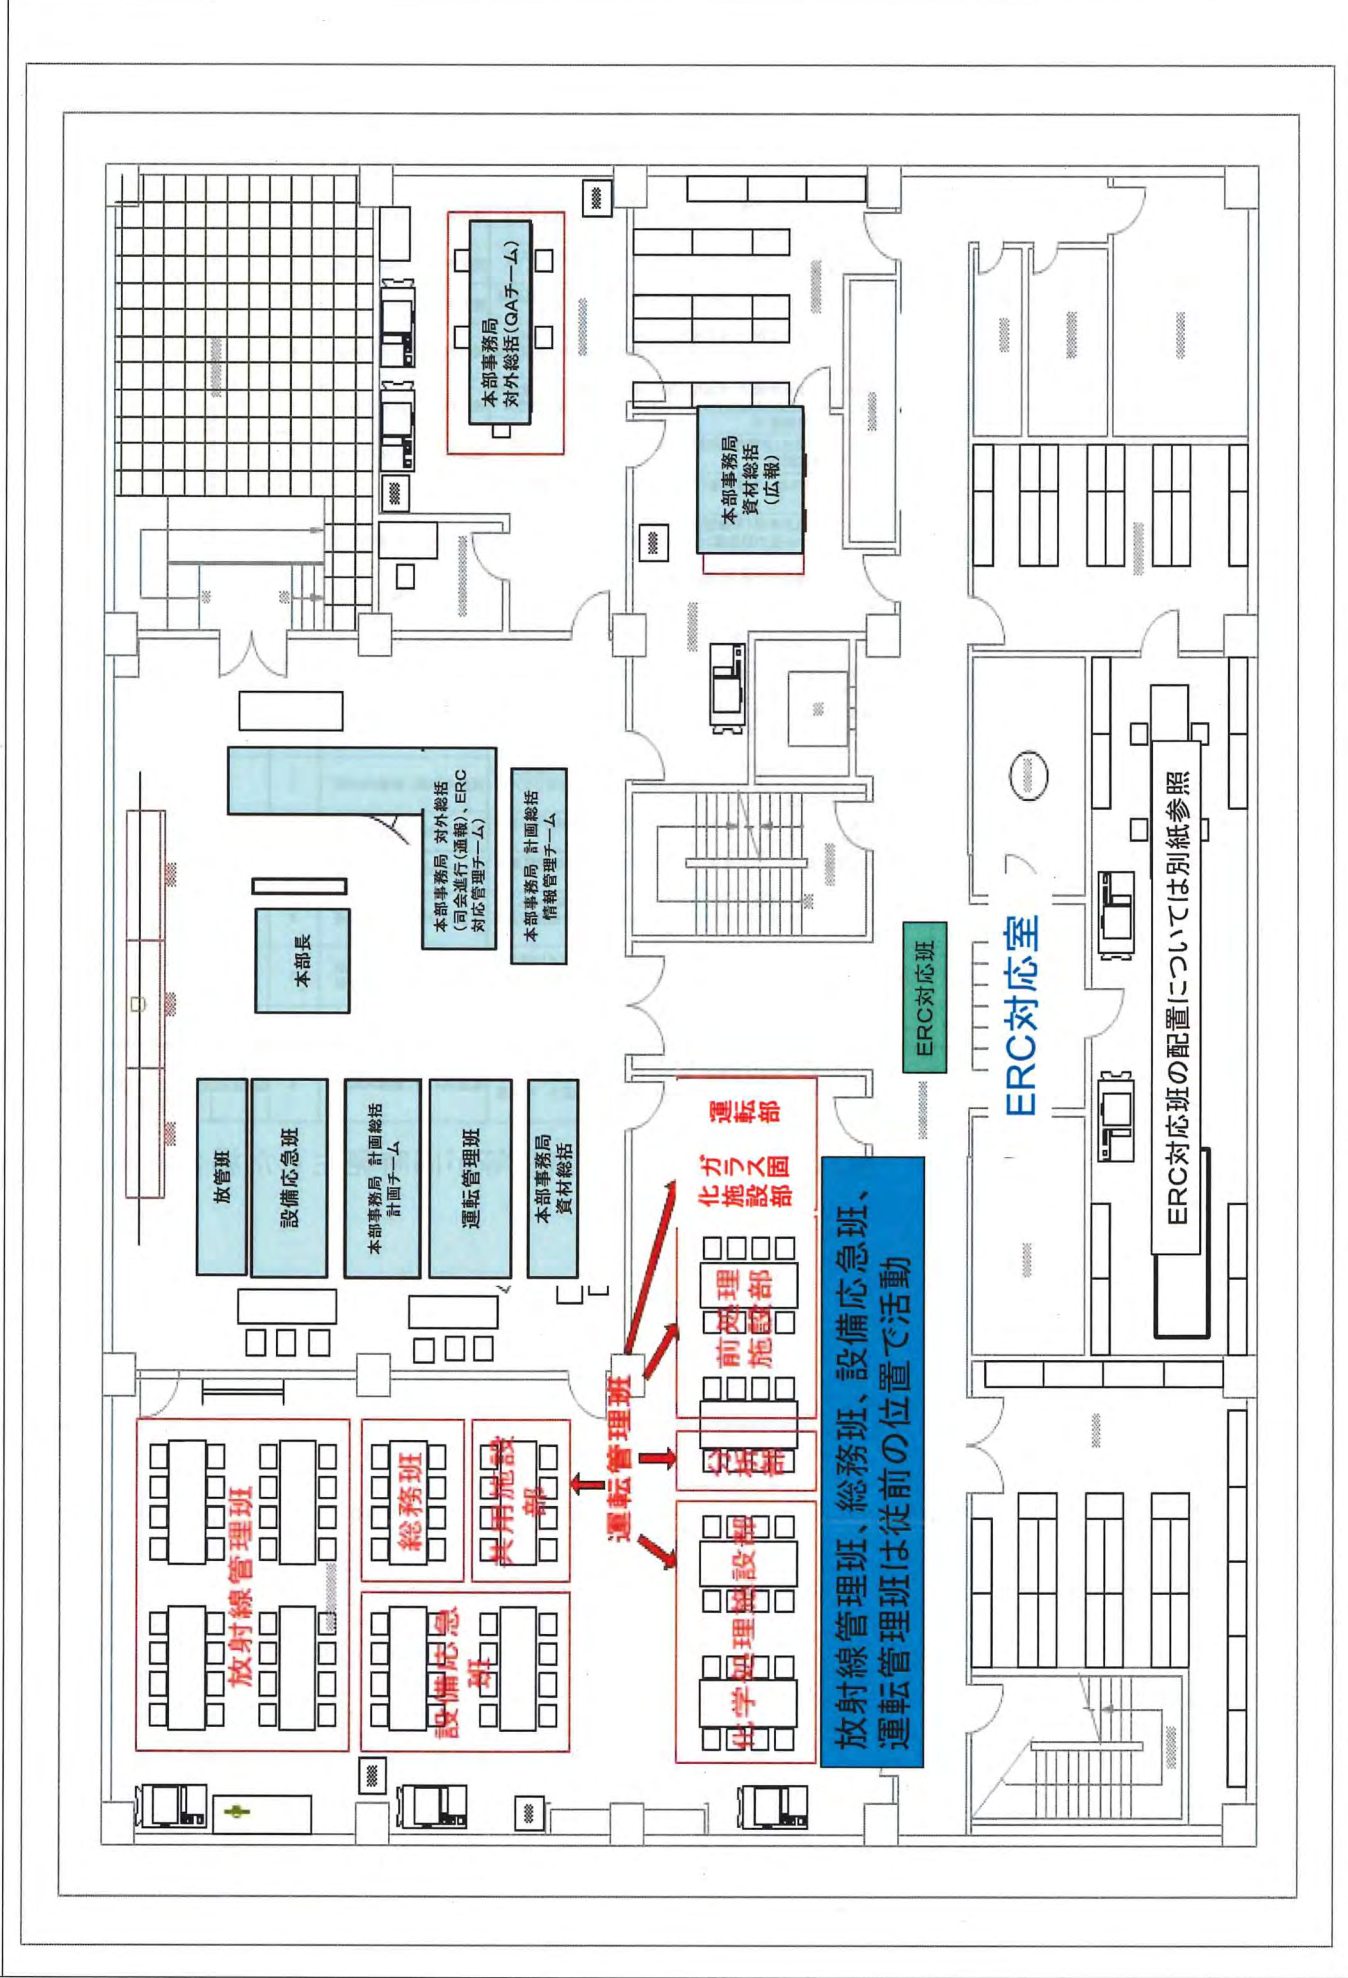 放管班
設備応急班
本部事務局 計画総括
計画チーム
運転管理班
本部事務局
資材総括
本部長
本部事務局 対外総括
(司会進行(通報)、ERC
対応管理チーム)
本部事務局 計画総括
情報管理チーム
本部事務局
対外総括(QAチーム)
本部事務局
資材総括
(広報)
放射線管理班
総務班
共用施設
部
設備応急
班
運転管理班
運転
部
ガラス固
化施設部
前処理
施設部
分析
部
化学処理施設部
放射線管理班、総務班、設備応急班、
運転管理班は従前の位置で活動
ERC対応班
ERC対応室
ERC対応班の配置については別紙参照